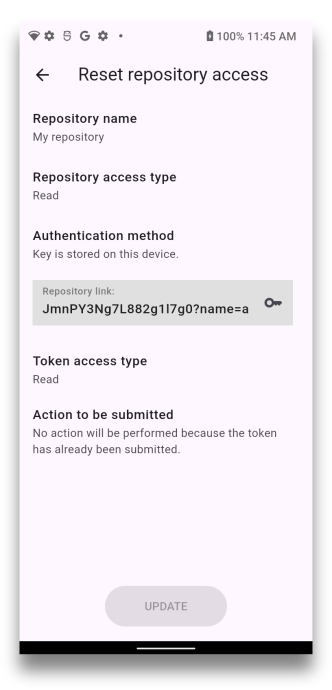 100% 11:45 AM
Reset repository access
Repository name
My repository
Repository access type
Read
Authentication method
Key is stored on this device.
Repository link:
JmnPY3Ng7L882g1l7g0?name=a
Token access type
Read
Action to be submitted
No action will be performed because the token
has already been submitted.
UPDATE